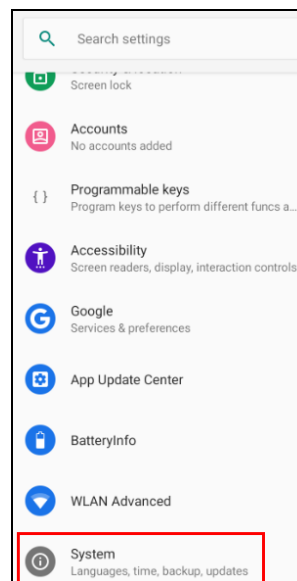 Search settings
Screen lock
Accounts
No accounts added
{ } Programmable keys
Program keys to perform different funcs a...
Accessibility
Screen readers, display, interaction controls
Google
Services & preferences
App Update Center
BatteryInfo
WLAN Advanced
System
Languages, time, backup, updates